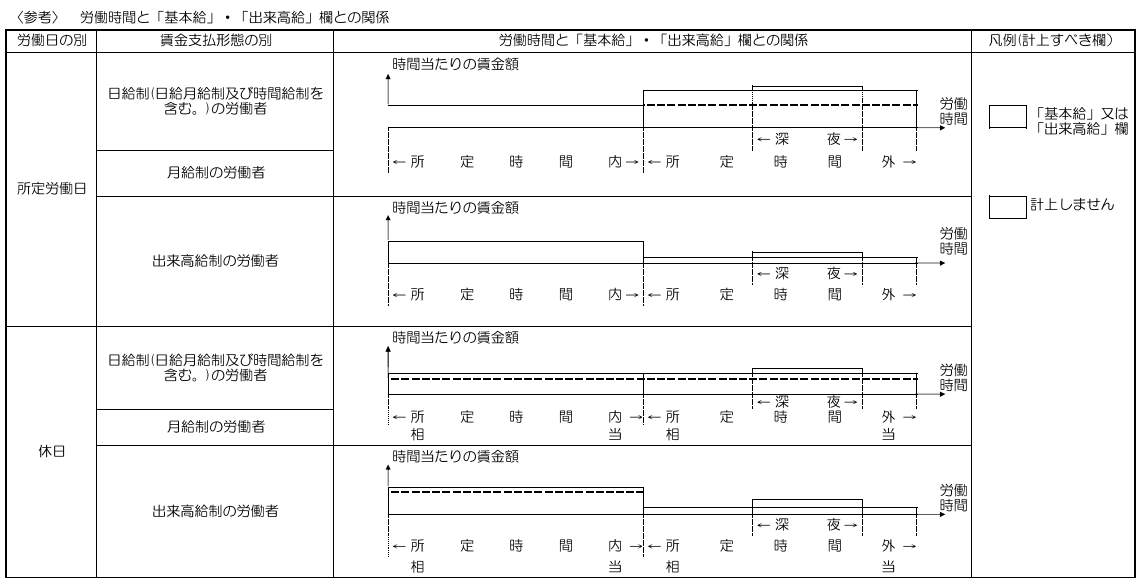 〈参考〉　労働時間と「基本給」・「出来高給」欄との関係
労働日の別
賃金支払形態の別
労働時間と「基本給」・「出来高給」欄との関係
凡例(計上すべき欄)
所定労働日
日給制(日給月給制及び時間給制を
含む。)の労働者
月給制の労働者
時間当たりの賃金額
労働
時間
←深　夜→
←所　定　時　間　内→
←所　定　時　間　外→
「基本給」又は
「出来高給」欄
計上しません
出来高給制の労働者
時間当たりの賃金額
労働
時間
←深　夜→
←所　定　時　間　内→
←所　定　時　間　外→
休日
日給制(日給月給制及び時間給制を
含む。)の労働者
月給制の労働者
時間当たりの賃金額
労働
時間
←深　夜→
←所　定　時　間　内→
相　当
←所　定　時　間　外→
相　当
出来高給制の労働者
時間当たりの賃金額
労働
時間
←深　夜→
←所　定　時　間　内→
相　当
←所　定　時　間　外→
相　当